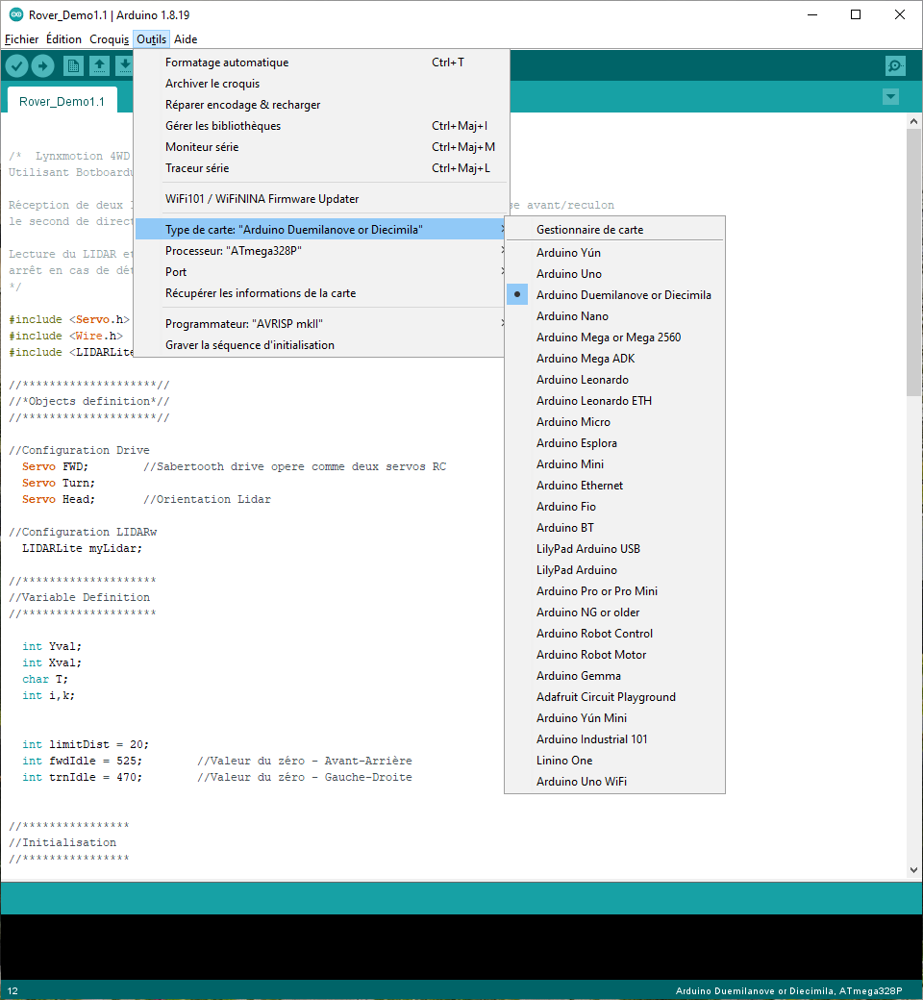 Rover_Demo1.1 | Arduino 1.8.19
Fichier Édition Croquis Outils Aide
Rover_Demo1.1
Formatage automatique Ctrl+T
Archiver le croquis
Réparer encodage & recharger
Gérer les bibliothèques Ctrl+Maj+I
Moniteur série Ctrl+Maj+M
Traceur série Ctrl+Maj+L
WiFi101 / WiFiNINA Firmware Updater
Type de carte: "Arduino Duemilanove or Diecimila"
Processeur: "ATmega328P"
Port
Récupérer les informations de la carte
Programmateur: "AVRISP mkII"
Graver la séquence d'initialisation
Gestionnaire de carte
Arduino Yún
Arduino Uno
Arduino Duemilanove or Diecimila
Arduino Nano
Arduino Mega or Mega 2560
Arduino Mega ADK
Arduino Leonardo
Arduino Leonardo ETH
Arduino Micro
Arduino Esplora
Arduino Mini
Arduino Ethernet
Arduino Fio
Arduino BT
LilyPad Arduino USB
LilyPad Arduino
Arduino Pro or Pro Mini
Arduino NG or older
Arduino Robot Control
Arduino Robot Motor
Arduino Gemma
Adafruit Circuit Playground
Arduino Yún Mini
Arduino Industrial 101
Linino One
Arduino Uno WiFi
/* Lynxmotion 4WD
Utilisant Botboardu
Réception de deux avant/reculon
le second de direct
Lecture du LIDAR et
arrêt en cas de dét
*/
#include <Servo.h>
#include <Wire.h>
#include <LIDARLite
//********************//
//*Objects definition*//
//********************//
//Configuration Drive
Servo FWD; //Sabertooth drive opere comme deux servos RC
Servo Turn;
Servo Head; //Orientation Lidar
//Configuration LIDARw
LIDARLite myLidar;
//********************
//Variable Definition
//********************
int Yval;
int Xval;
char T;
int i,k;
int limitDist = 20;
int fwdIdle = 525; //Valeur du zéro - Avant-Arrière
int trnIdle = 470; //Valeur du zéro - Gauche-Droite
//****************
//Initialisation
//****************
12 Arduino Duemilanove or Diecimila, ATmega328P